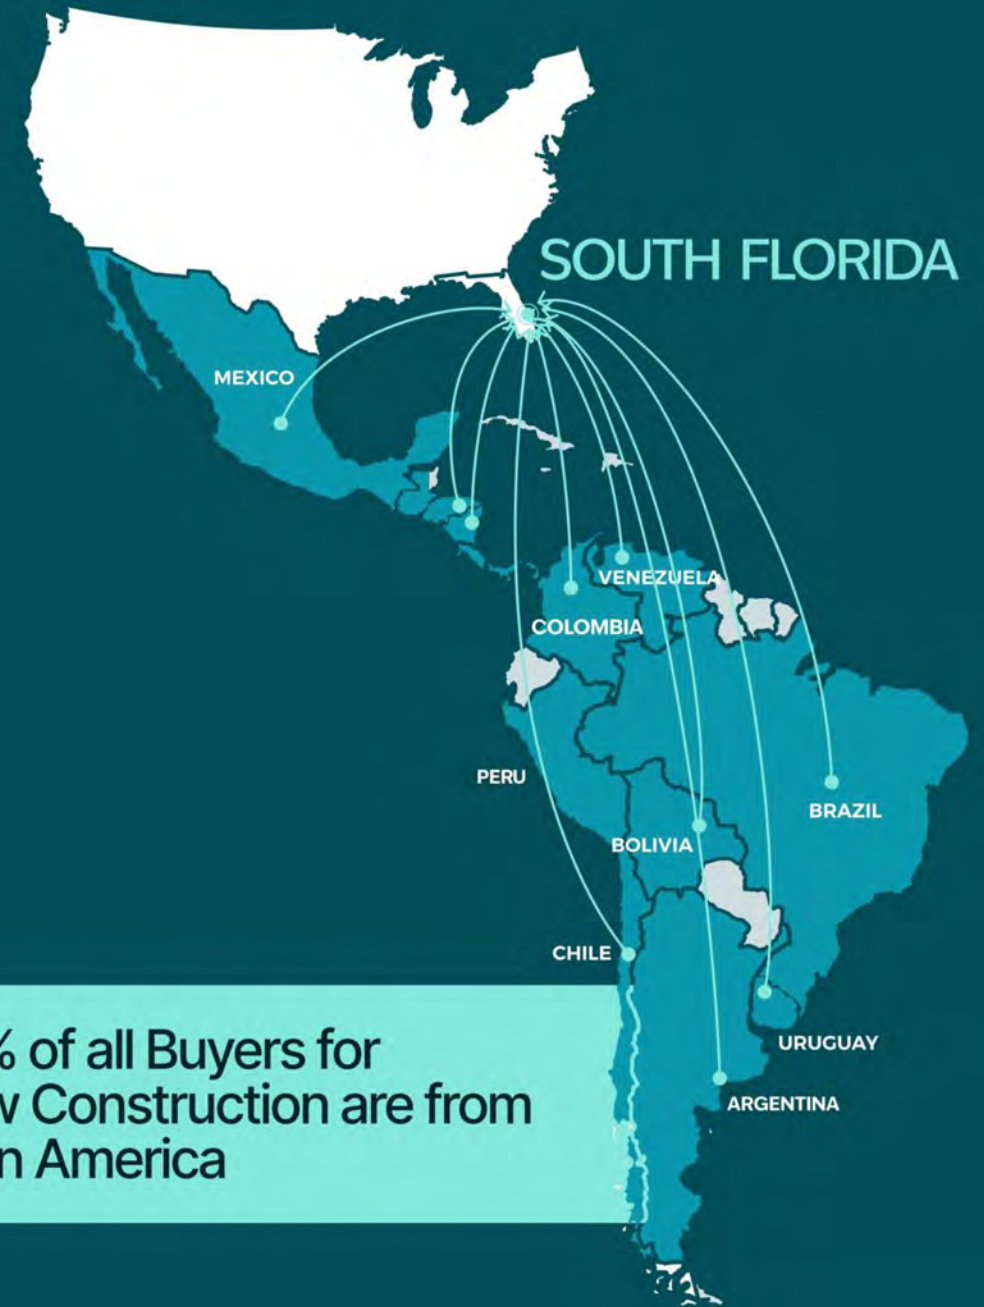 SOUTH FLORIDA
MEXICO
VENEZUELA
COLOMBIA
PERU
BRAZIL
BOLIVIA
CHILE
% of all Buyers for
w Construction are from
n America
URUGUAY
ARGENTINA